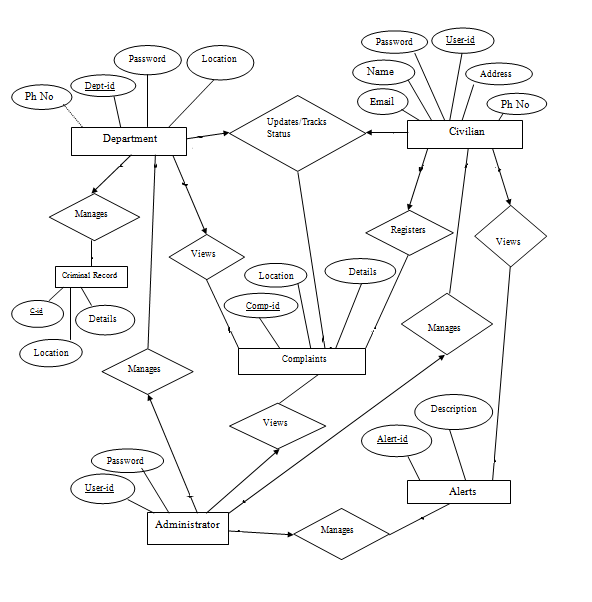 Password
User-id
Password
Location
Name
Address
Dept-id
Ph No
Email
Ph No
Updates/Tracks
Status
Department
Civilian
Manages
Registers
Views
Views
Criminal Record
Location
Details
C-id
Details
Comp-id
Location
Manages
Complaints
Manages
Description
Views
Alert-id
Password
User-id
Alerts
Administrator
Manages